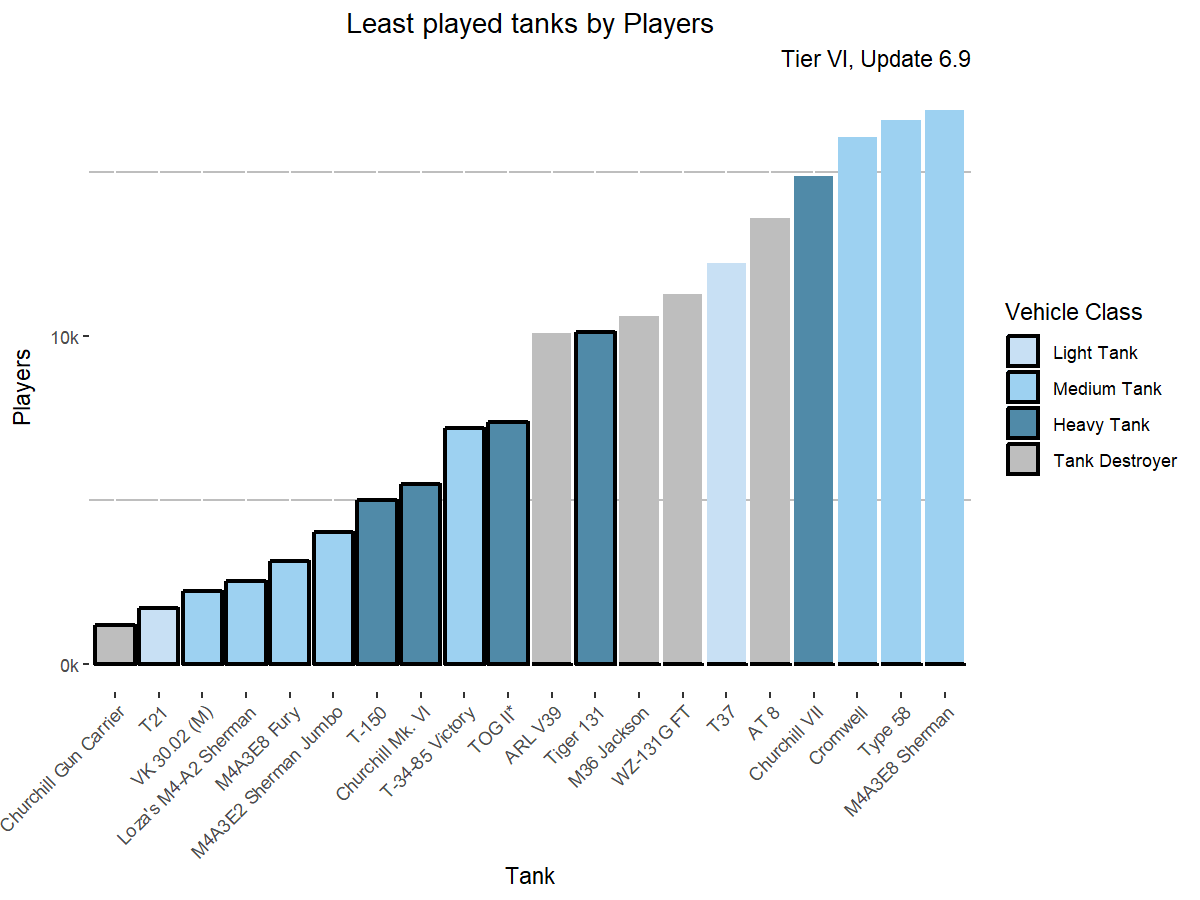 Least played tanks by Players
Tier VI, Update 6.9
Players
10k
0k
Churchill Gun Carrier
T21
VK 30.02 (M)
Loza's M4-A2 Sherman
M4A3E8 Fury
M4A3E2 Sherman Jumbo
T-150
Churchill Mk. VI
T-34-85 Victory
TOG II*
ARL V39
Tiger 131
M36 Jackson
WZ-131G FT
T37
AT 8
Churchill VII
Cromwell
Type 58
M4A3E8 Sherman
Tank
Vehicle Class
Light Tank
Medium Tank
Heavy Tank
Tank Destroyer